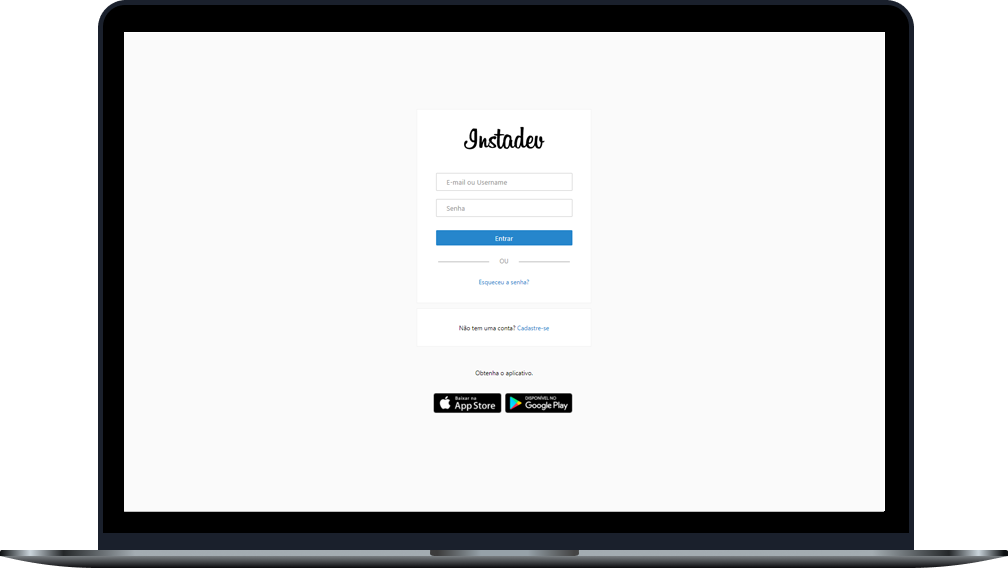 Instadev
E-mail ou Username
Senha
Entrar
OU
Esqueceu a senha?
Não tem uma conta? Cadastre-se
Obtenha o aplicativo.
Baixar na
App Store
DISPONÍVEL NO
Google Play